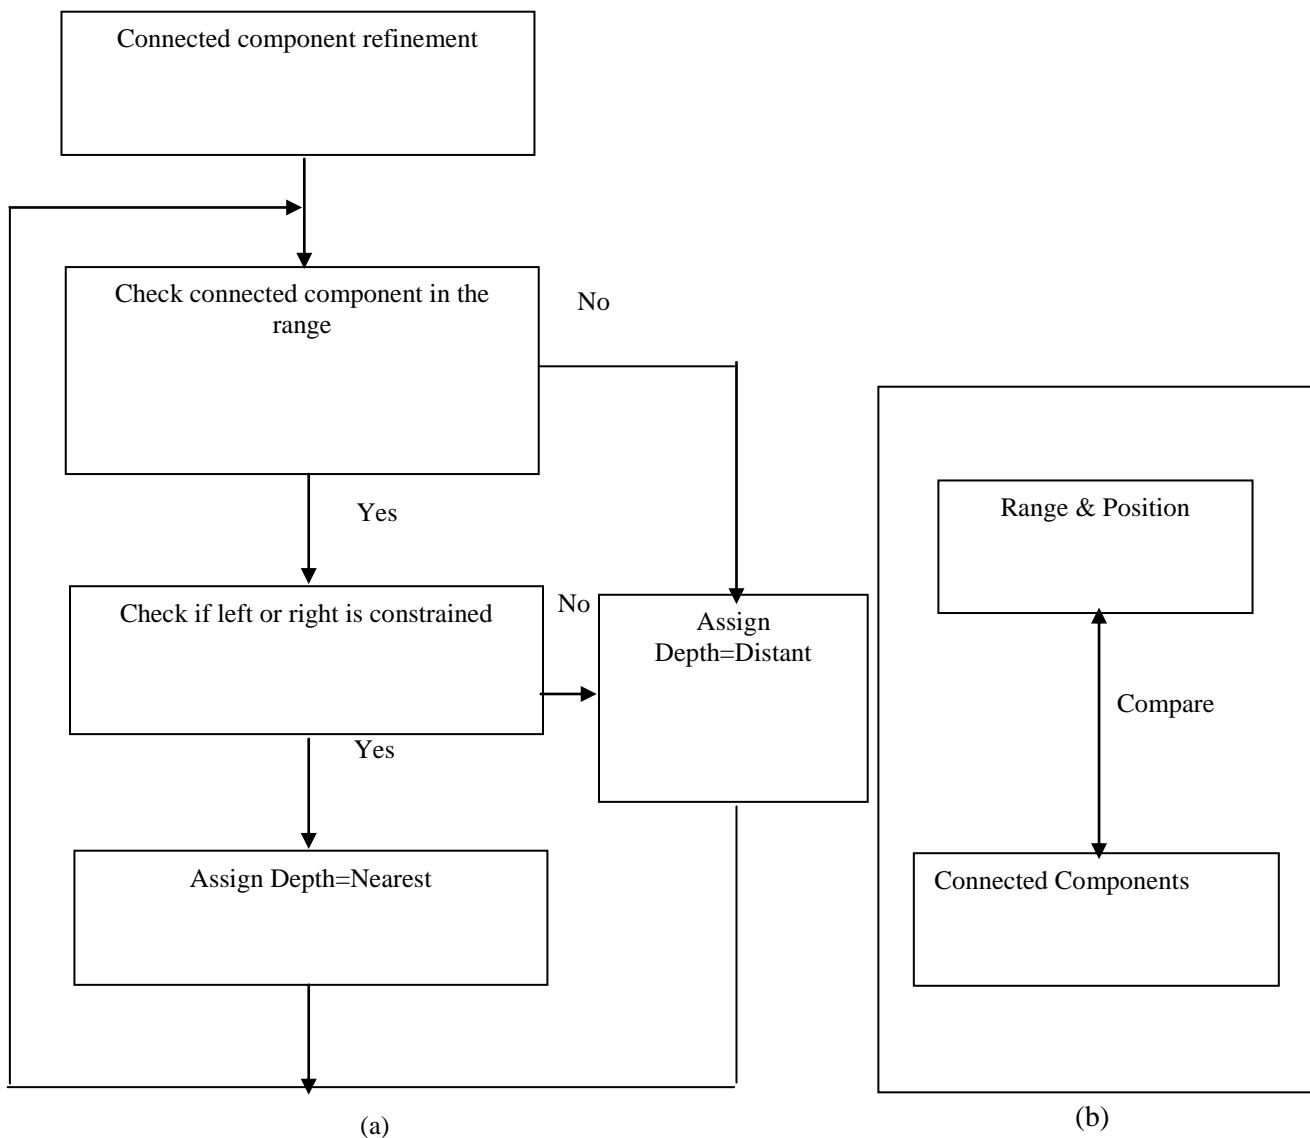 Connected component refinement
Check connected component in the
range
No
Yes
Check if left or right is constrained
No
Assign
Depth=Distant
Yes
Assign Depth=Nearest
(a)
Range & Position
Compare
Connected Components
(b)